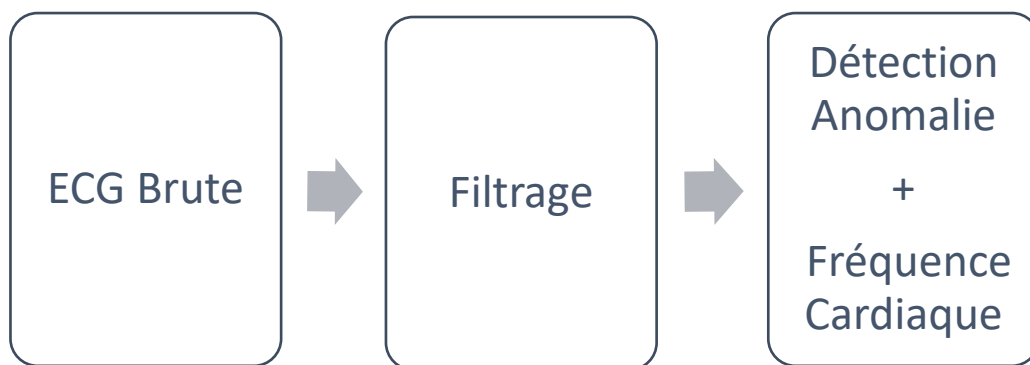 ECG Brute
Filtrage
Détection
Anomalie
+
Fréquence
Cardiaque